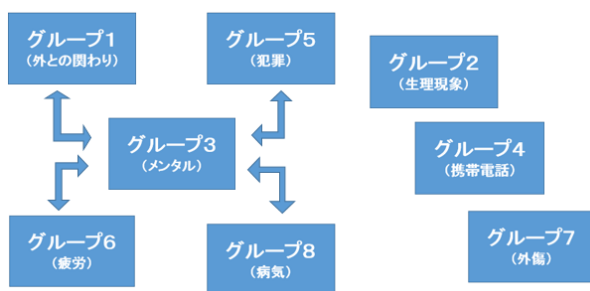 グループ1
(外との関わり)
グループ5
(犯罪)
グループ2
(生理現象)
グループ3
(メンタル)
グループ4
(携帯電話)
グループ6
(疲労)
グループ8
(病気)
グループ7
(外傷)